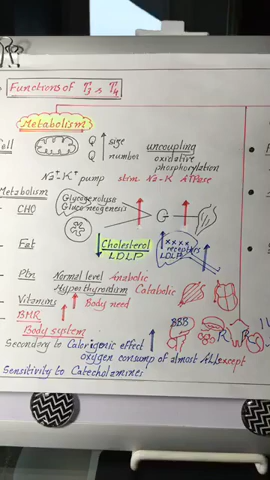 Functions of T3 & T4
Metabolism
Cell
↑ size uncoupling
↑ number oxidative
phosphorylation
Na+-K+ pump stim Na-K ATPase
Metabolism
Glycogenolysis
CHO Gluconeogenesis ↑ G ↑
↓ Cholesterol ↑ xxxx
Fat LDLP receptors
LDLP
Ptn Normal level Anabolic
Hyperthyroidism Catabolic
Vitamins ↑ Body need
BMR ↑
Body system BBB
Secondary to Calorigenic effect ↑
oxygen consump of almost All except
Sensitivity to Catecholamines